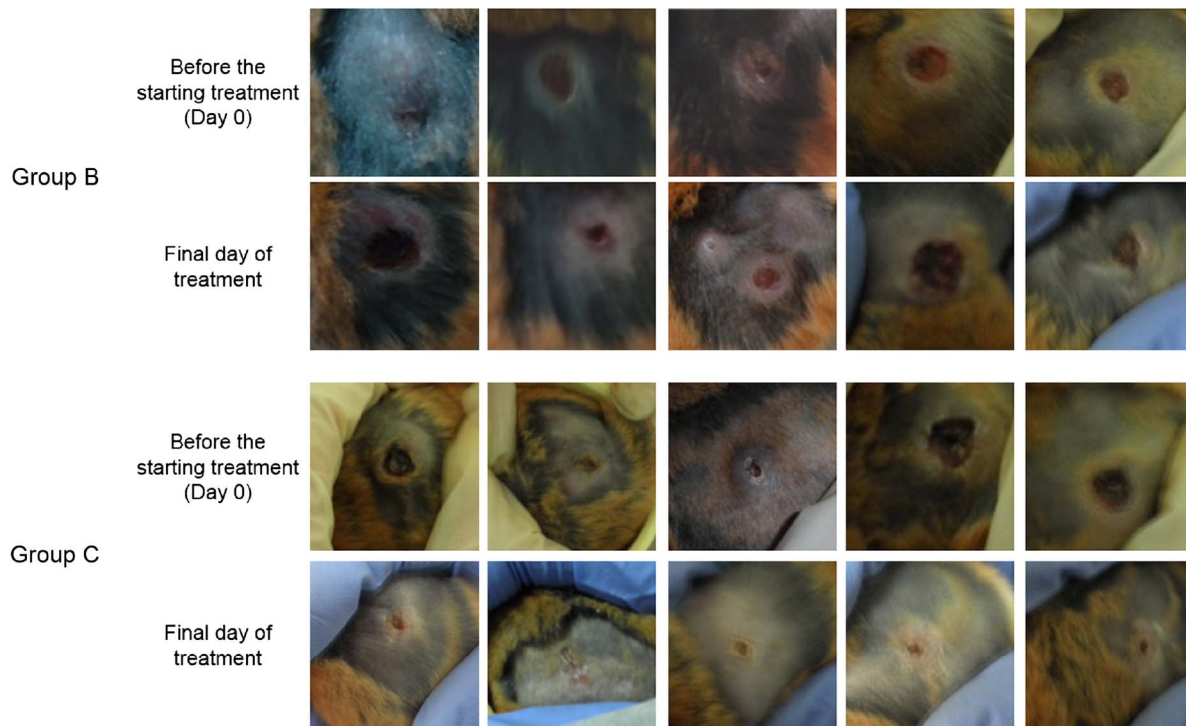 Group B
Before the
starting treatment
(Day 0)
Final day of
treatment
Group C
Before the
starting treatment
(Day 0)
Final day of
treatment